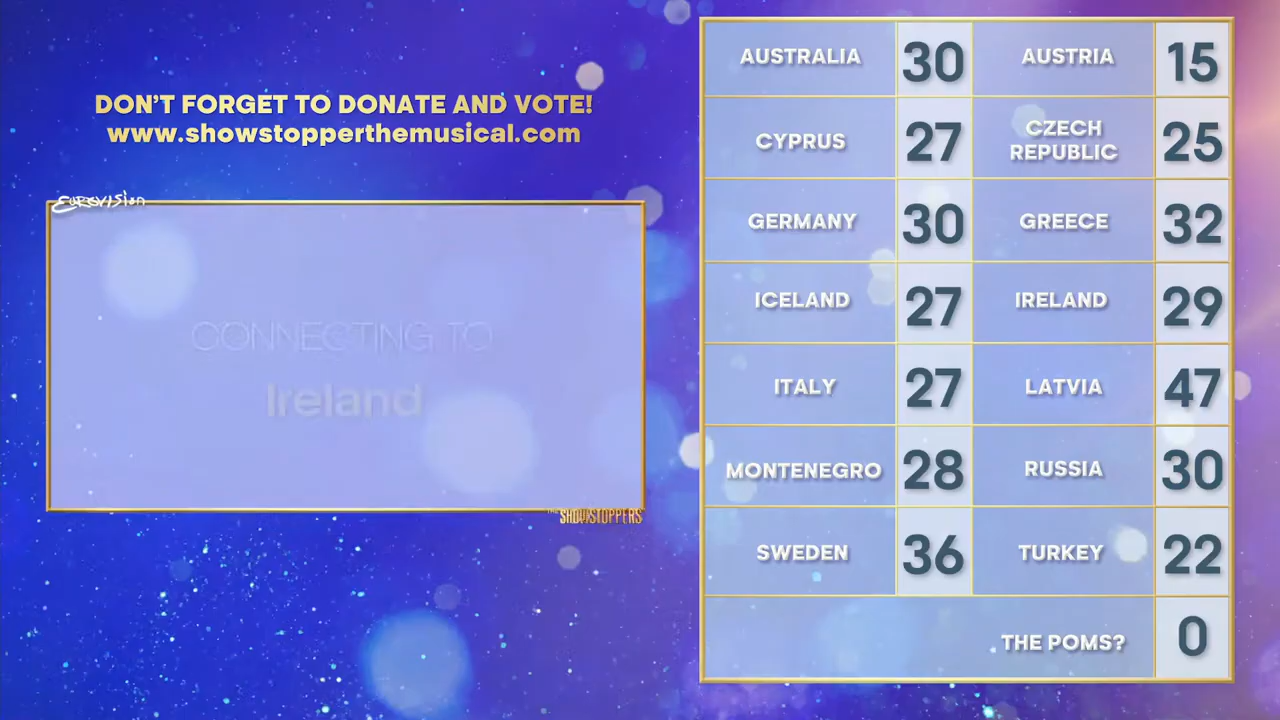 DON'T FORGET TO DONATE AND VOTE!
www.showstopperthemusical.com
EUROVISION
CONNECTING TO
Ireland
THE SHOWSTOPPERS
AUSTRALIA 30 AUSTRIA 15
CYPRUS 27 CZECH REPUBLIC 25
GERMANY 30 GREECE 32
ICELAND 27 IRELAND 29
ITALY 27 LATVIA 47
MONTENEGRO 28 RUSSIA 30
SWEDEN 36 TURKEY 22
THE POMS? 0